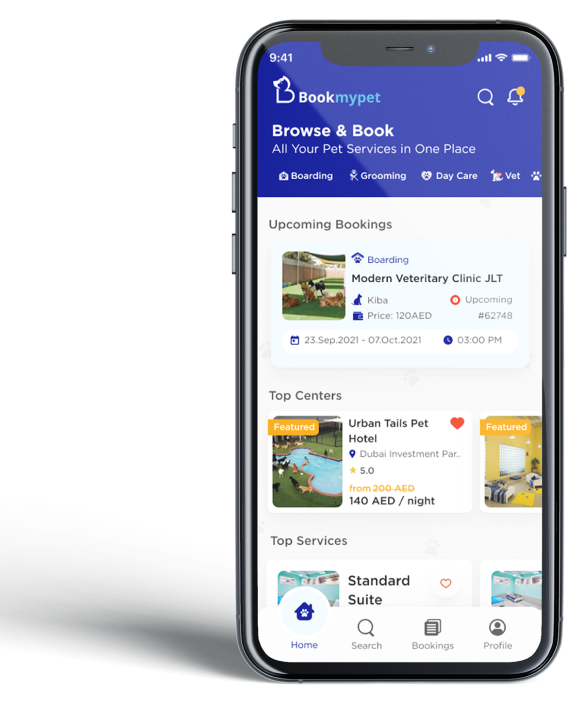 9:41
Bookmypet
Browse & Book
All Your Pet Services in One Place
Boarding Grooming Day Care Vet
Upcoming Bookings
Boarding
Modern Veteritary Clinic JLT
Kiba Upcoming
Price: 120AED #62748
23.Sep.2021 - 07.Oct.2021 03:00 PM
Top Centers
Featured
Urban Tails Pet
Hotel
Dubai Investment Par..
5.0
from 200 AED
140 AED / night
Featured
Top Services
Standard
Suite
Home Search Bookings Profile